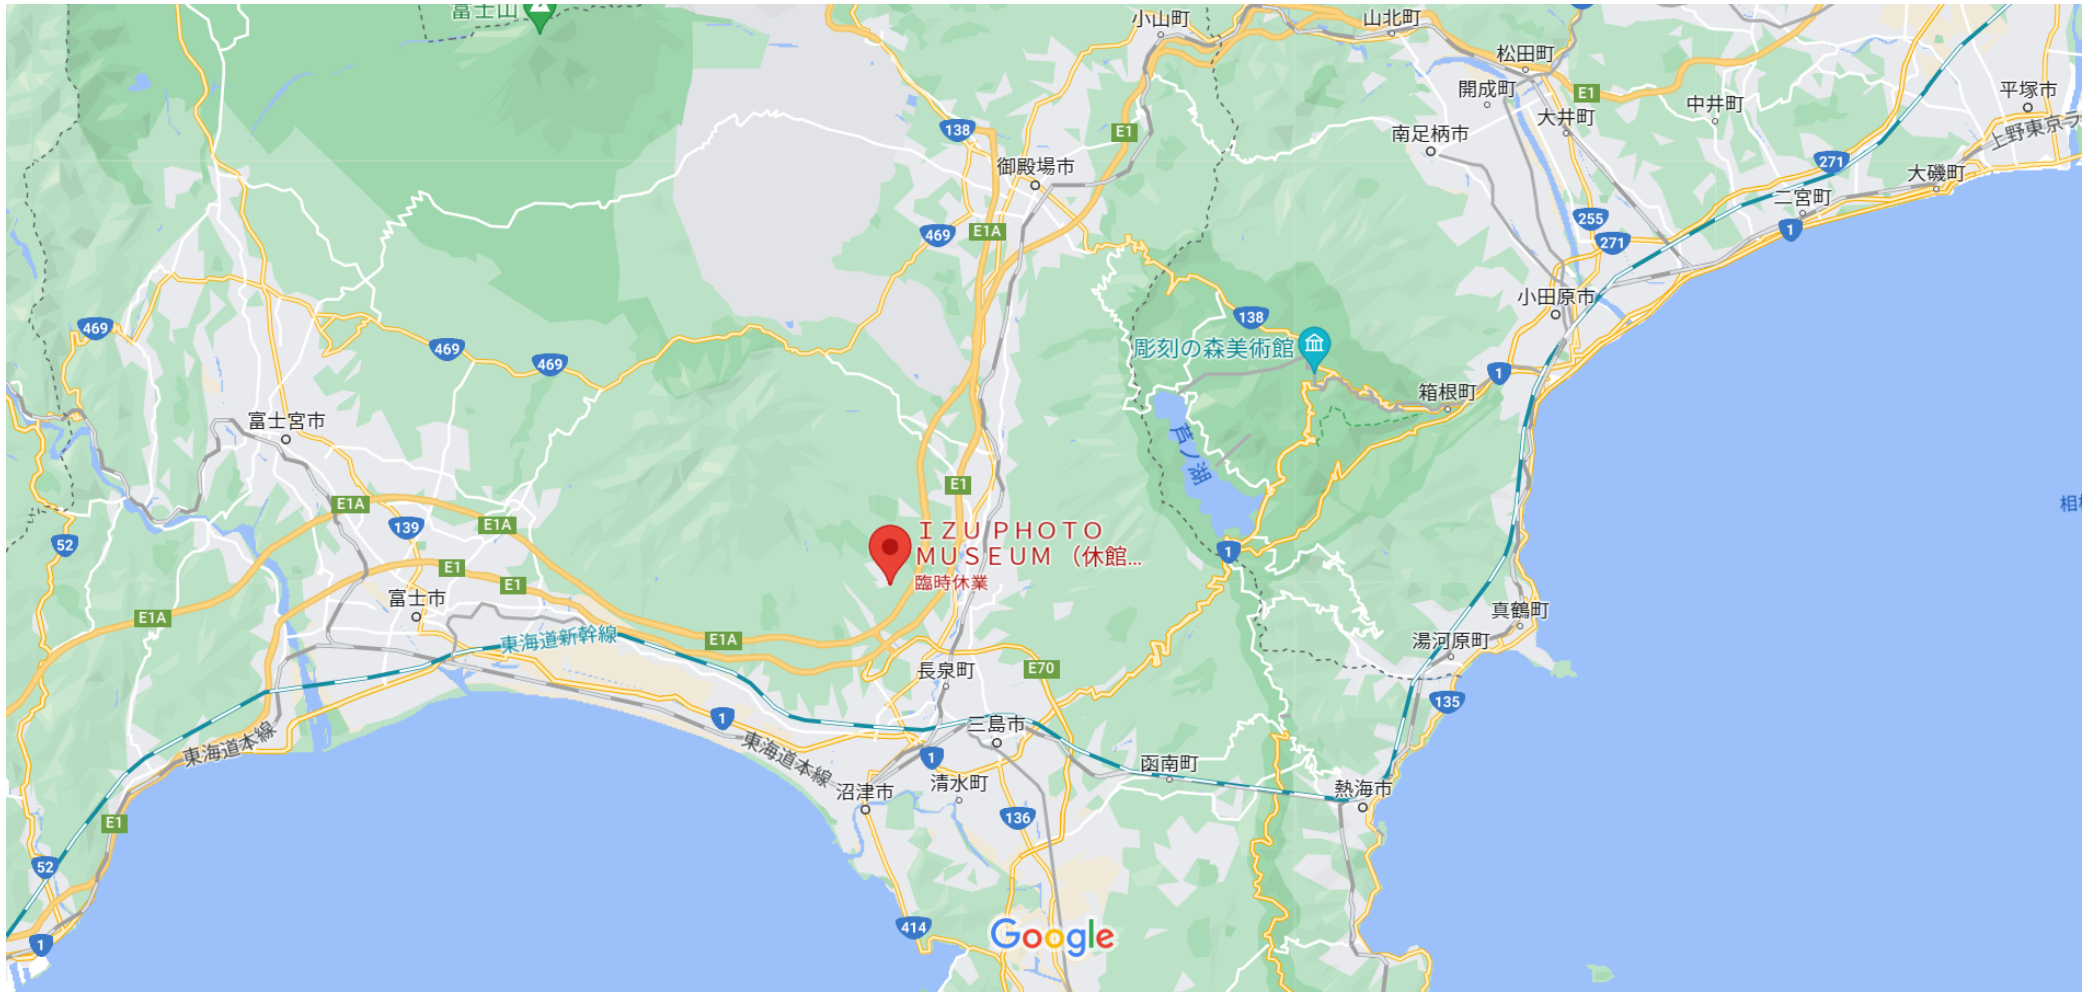 富士山
小山町
山北町
松田町
開成町
E1
平塚市
中井町
大井町
138
E1
南足柄市
上野東京ラ
271
御殿場市
大磯町
二宮町
255
469
E1A
1
271
小田原市
138
469
彫刻の森美術館
469
469
1
箱根町
富士宮市
芦ノ湖
E1
E1A
139
E1A
相模
52
IZU PHOTO
MUSEUM（休館...
臨時休業
1
E1
E1
富士市
真鶴町
E1A
東海道新幹線
E1A
湯河原町
長泉町
E70
135
1
三島市
東海道本線
東海道本線
1
函南町
清水町
沼津市
熱海市
136
E1
52
414
Google
1